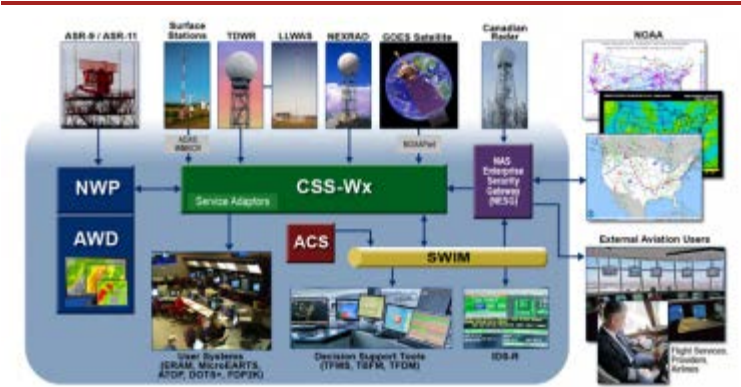 ASR-9 / ASR-11
Surface
Stations
TDWR
LLWAS
NEXRAD
GOES Satellite
Canadian
Radar
NOAA
ADAS
NOAAPort
NWP
AWD
CSS-Wx
Service Adaptors
NAS
Enterprise
Security
Gateway
(NESG)
ACS
SWIM
External Aviation Users
User Systems
(ERAM, MicroEARTS,
ATOP, DOTS+, FDP2K)
Decision Support Tools
(TFMS, TBFM, TFDM)
IDS-R
Flight Services,
Providers,
Airlines